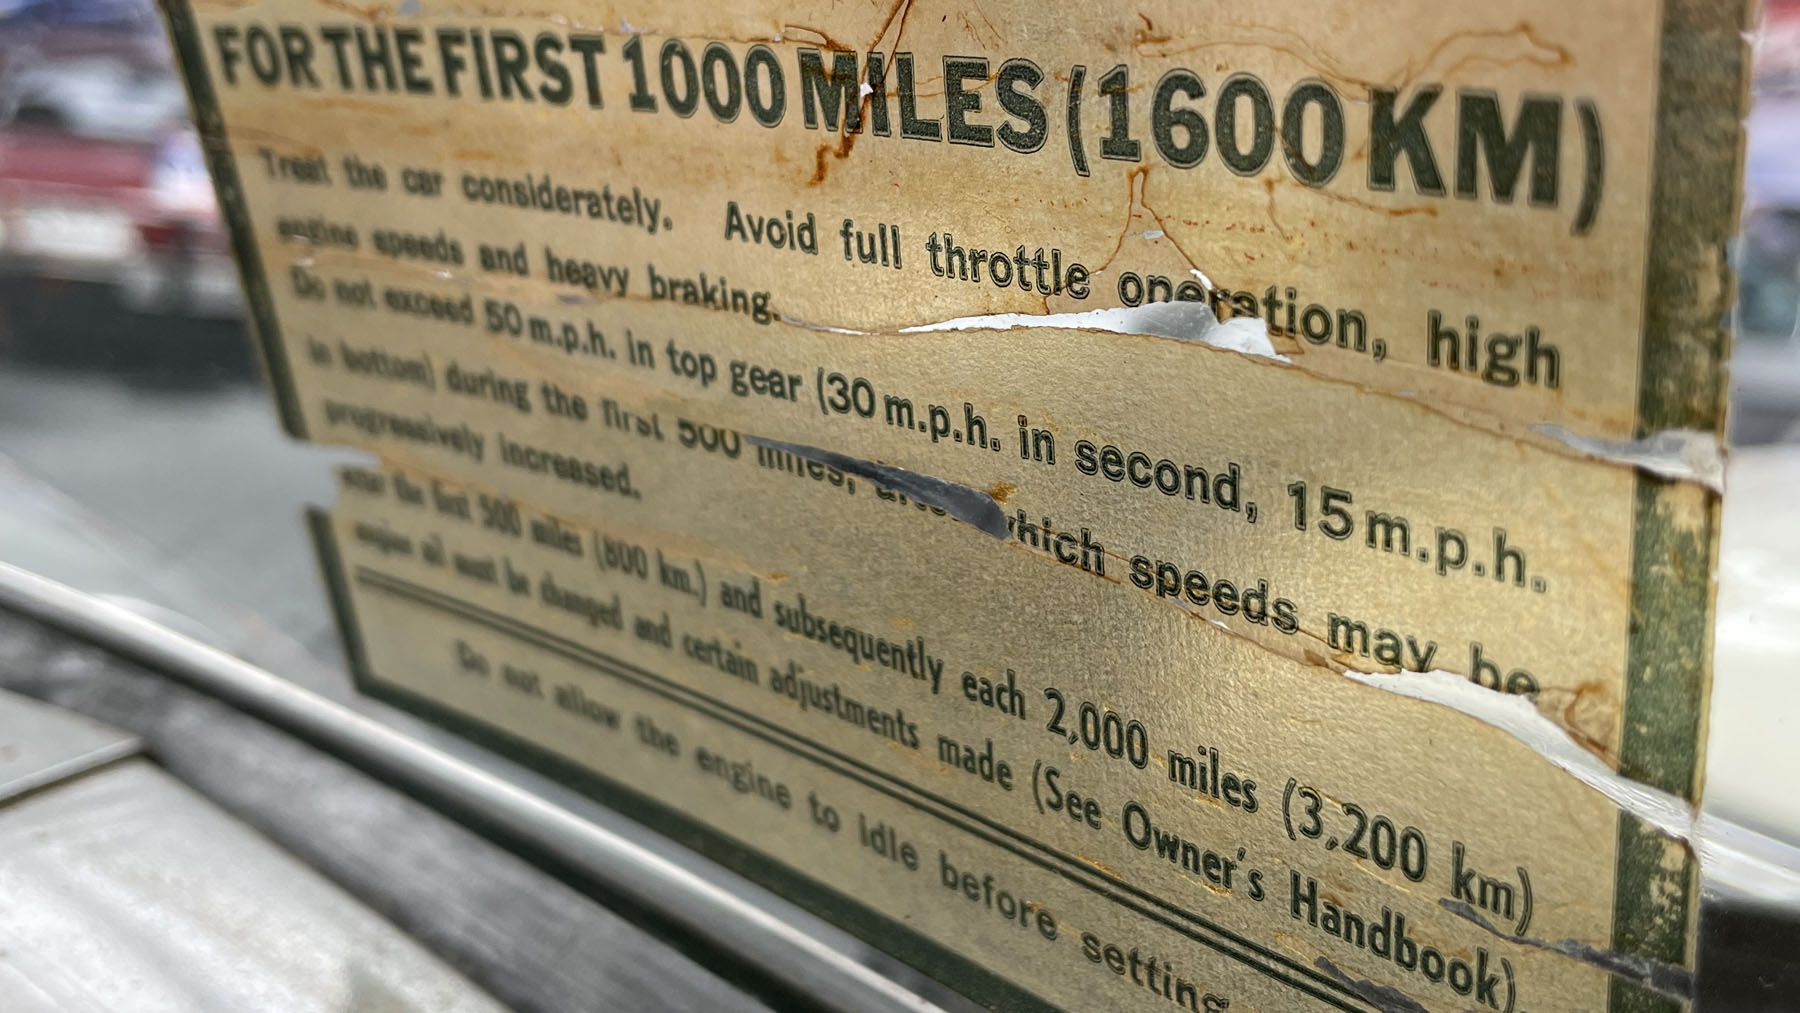 FOR THE FIRST 1000 MILES (1600 KM)
Treat the car considerately. Avoid full throttle operation, high
engine speeds and heavy braking.
Do not exceed 50 m.p.h. in top gear (30 m.p.h. in second, 15 m.p.h.
in bottom) during the first 500 miles, after which speeds may be
progressively increased.
After the first 500 miles (800 km.) and subsequently each 2,000 miles (3,200 km)
engine oil must be changed and certain adjustments made (See Owner's Handbook)
Do not allow the engine to idle before setting